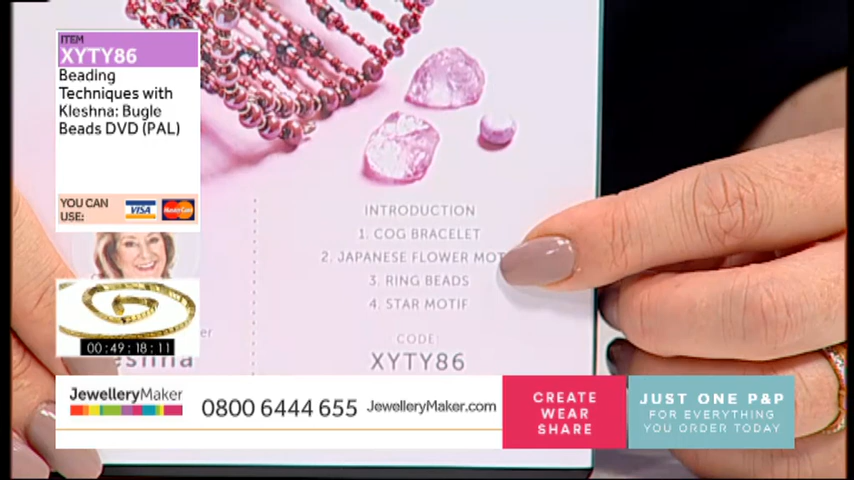 ITEM
XYTY86
Beading
Techniques with
Kleshna: Bugle
Beads DVD (PAL)
YOU CAN
USE:
VISA
MasterCard
00:49:18:11
INTRODUCTION
1. COG BRACELET
2. JAPANESE FLOWER MOT
3. RING BEADS
4. STAR MOTIF
CODE:
XYTY86
JewelleryMaker
0800 6444 655
JewelleryMaker.com
CREATE
WEAR
SHARE
JUST ONE P&P
FOR EVERYTHING
YOU ORDER TODAY